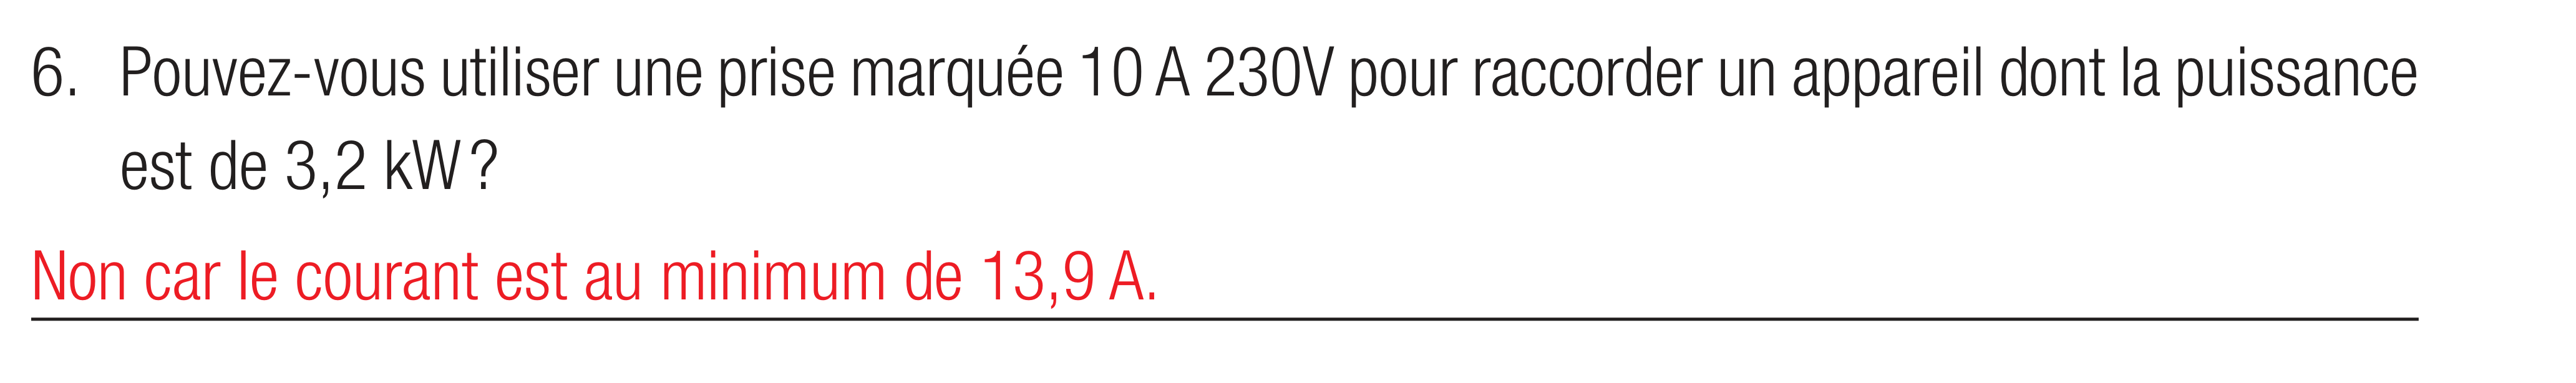 6. Pouvez-vous utiliser une prise marquée 10 A 230V pour raccorder un appareil dont la puissance
est de 3,2 kW ?
Non car le courant est au minimum de 13,9 A.